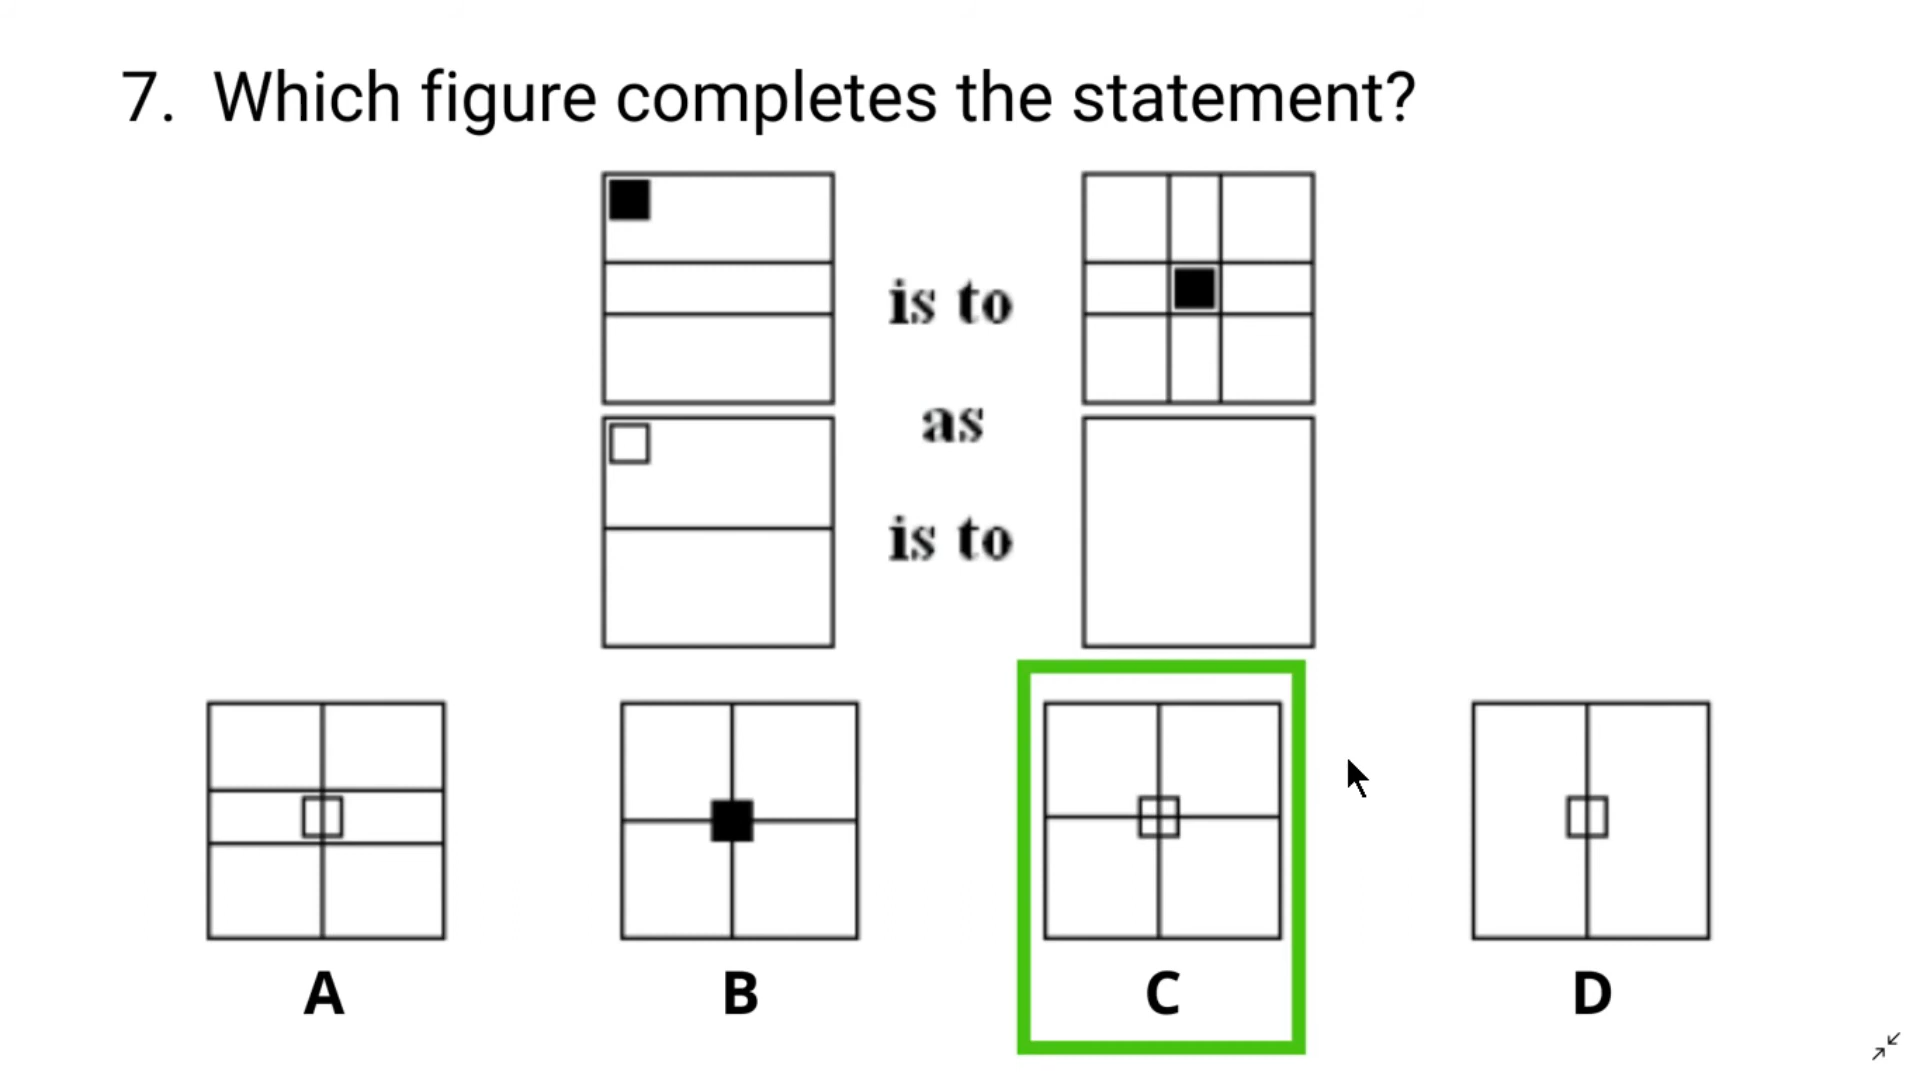 7. Which figure completes the statement?
is to
as
is to
A
B
C
D